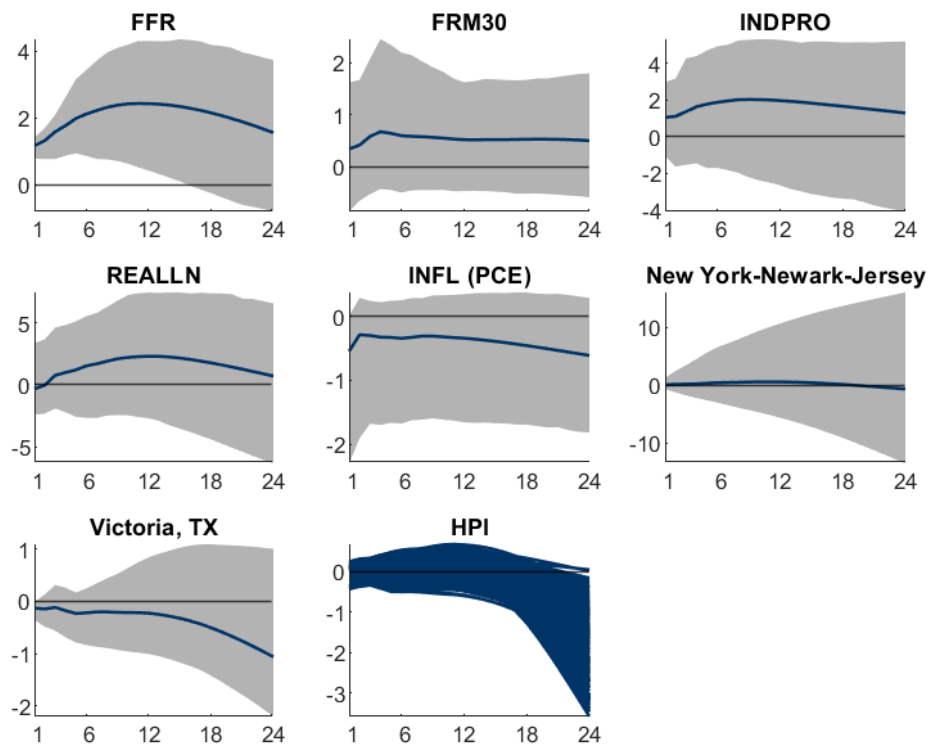 FFR
4
2
0
1 6 12 18 24
FRM30
2
1
0
1 6 12 18 24
INDPRO
4
2
0
-2
-4
1 6 12 18 24
REALLN
5
0
-5
1 6 12 18 24
INFL (PCE)
0
-1
-2
1 6 12 18 24
New York-Newark-Jersey
10
0
-10
1 6 12 18 24
Victoria, TX
1
0
-1
-2
1 6 12 18 24
HPI
0
-1
-2
-3
1 6 12 18 24